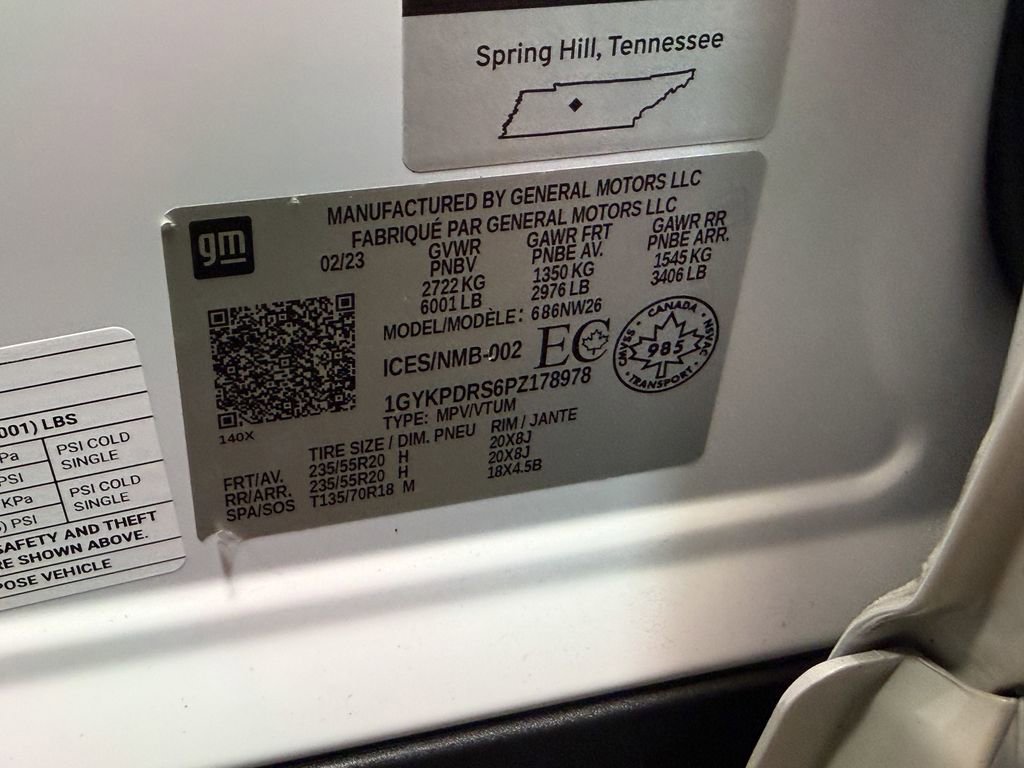 Spring Hill, Tennessee
gm
MANUFACTURED BY GENERAL MOTORS LLC
FABRIQUÉ PAR GENERAL MOTORS LLC
02/23
GVWR
PNBV
2722 KG
6001 LB
GAWR FRT
PNBE AV.
1350 KG
2976 LB
GAWR RR
PNBE ARR.
1545 KG
3406 LB
MODEL/MODÈLE: 686NW26
ICES/NMB-002
EC
CANADA
CMVSS
985
NSVAC
TRANSPORT
1GYKPDRS6PZ178978
TYPE: MPV/VTUM
140X
TIRE SIZE / DIM. PNEU RIM / JANTE
FRT/AV. 235/55R20 H 20X8J
RR/ARR. 235/55R20 H 20X8J
SPA/SOS T135/70R18 M 18X4.5B
001) LBS
PSI COLD
SINGLE
PSI
KPa
PSI COLD
SINGLE
) PSI
SAFETY AND THEFT
RE SHOWN ABOVE.
POSE VEHICLE